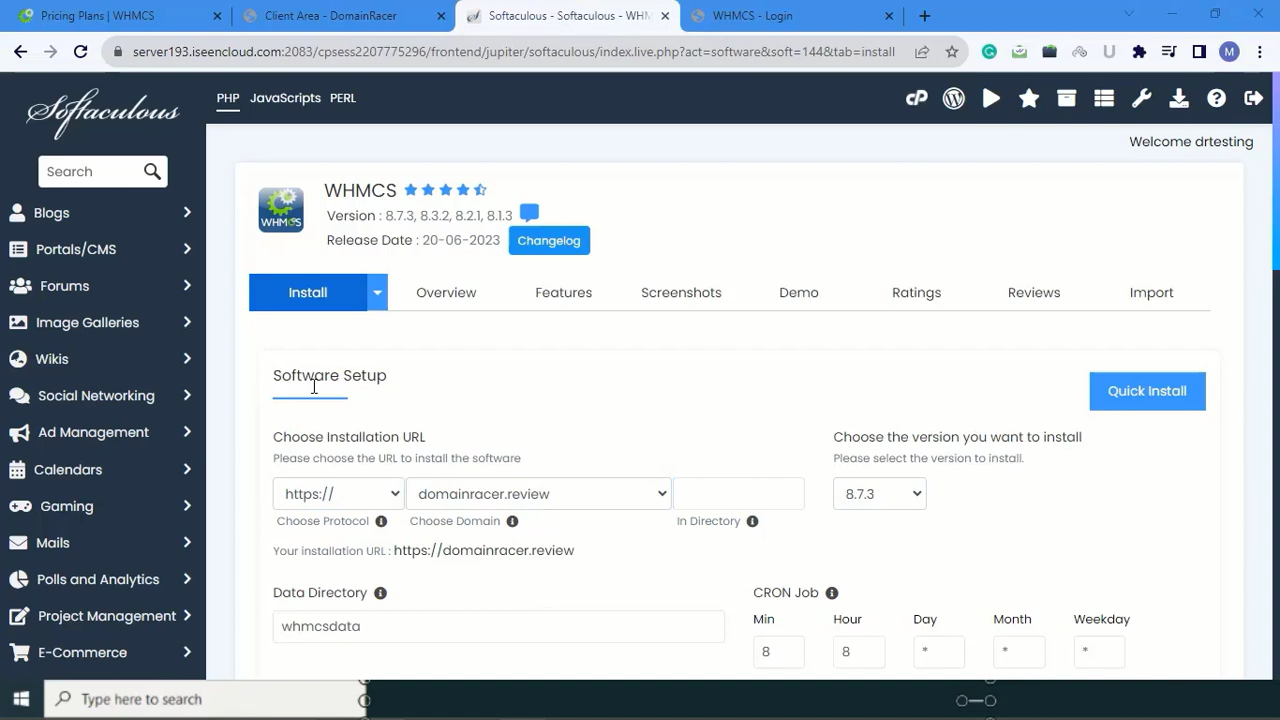 Pricing Plans | WHMCS
Client Area - DomainRacer
Softaculous - Softaculous - WHM
WHMCS - Login
server193.iseencloud.com:2083/cpsess2207775296/frontend/jupiter/softaculous/index.live.php?act=software&soft=144&tab=install
M
Softaculous
PHP JavaScripts PERL
Welcome drtesting
Search
Blogs
Portals/CMS
Forums
Image Galleries
Wikis
Social Networking
Ad Management
Calendars
Gaming
Mails
Polls and Analytics
Project Management
E-Commerce
WHMCS
WHMCS
Version : 8.7.3, 8.3.2, 8.2.1, 8.1.3
Release Date : 20-06-2023 Changelog
Install Overview Features Screenshots Demo Ratings Reviews Import
Software Setup
Quick Install
Choose Installation URL
Please choose the URL to install the software
https:// domainracer.review
Choose Protocol Choose Domain In Directory
Your installation URL : https://domainracer.review
Choose the version you want to install
Please select the version to install.
8.7.3
Data Directory
whmcsdata
CRON Job
Min Hour Day Month Weekday
8 8 * * *
Type here to search